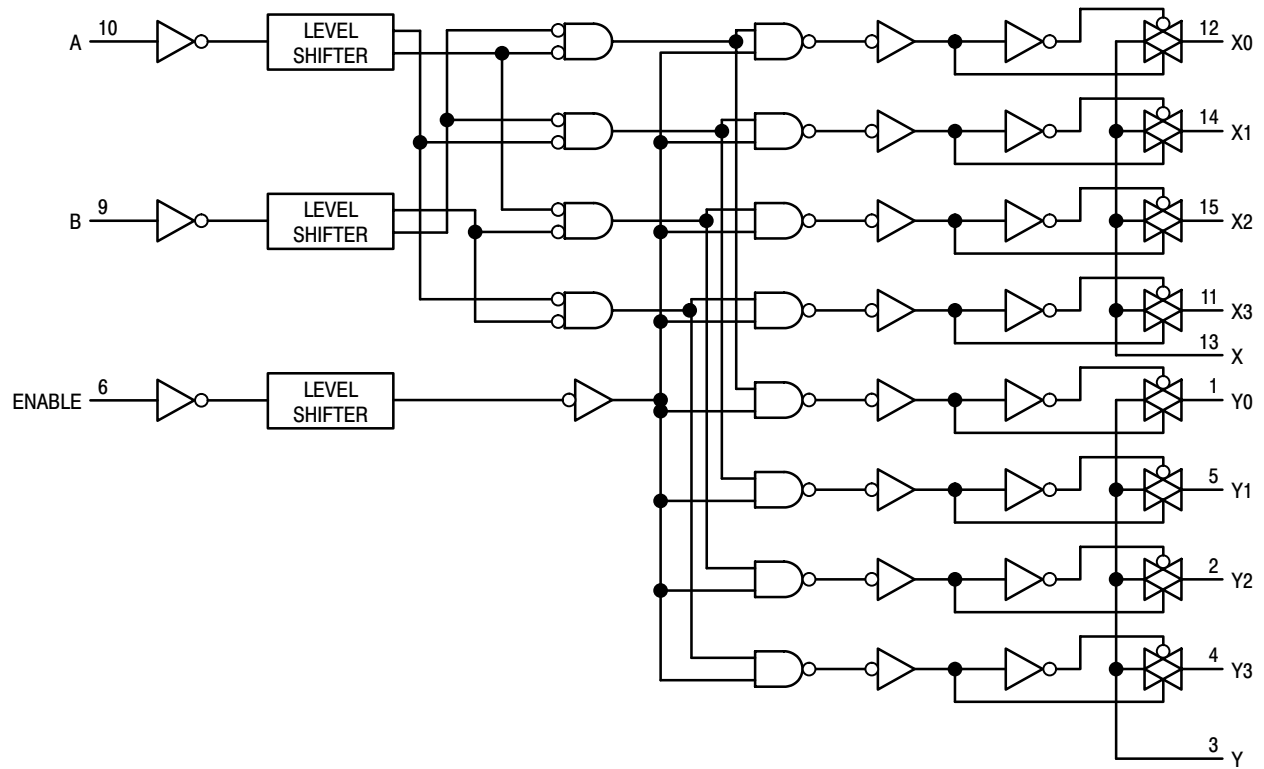 A 10
LEVEL
SHIFTER
12 X0
14 X1
B 9
LEVEL
SHIFTER
15 X2
11 X3
13 X
ENABLE 6
LEVEL
SHIFTER
1 Y0
5 Y1
2 Y2
4 Y3
3 Y